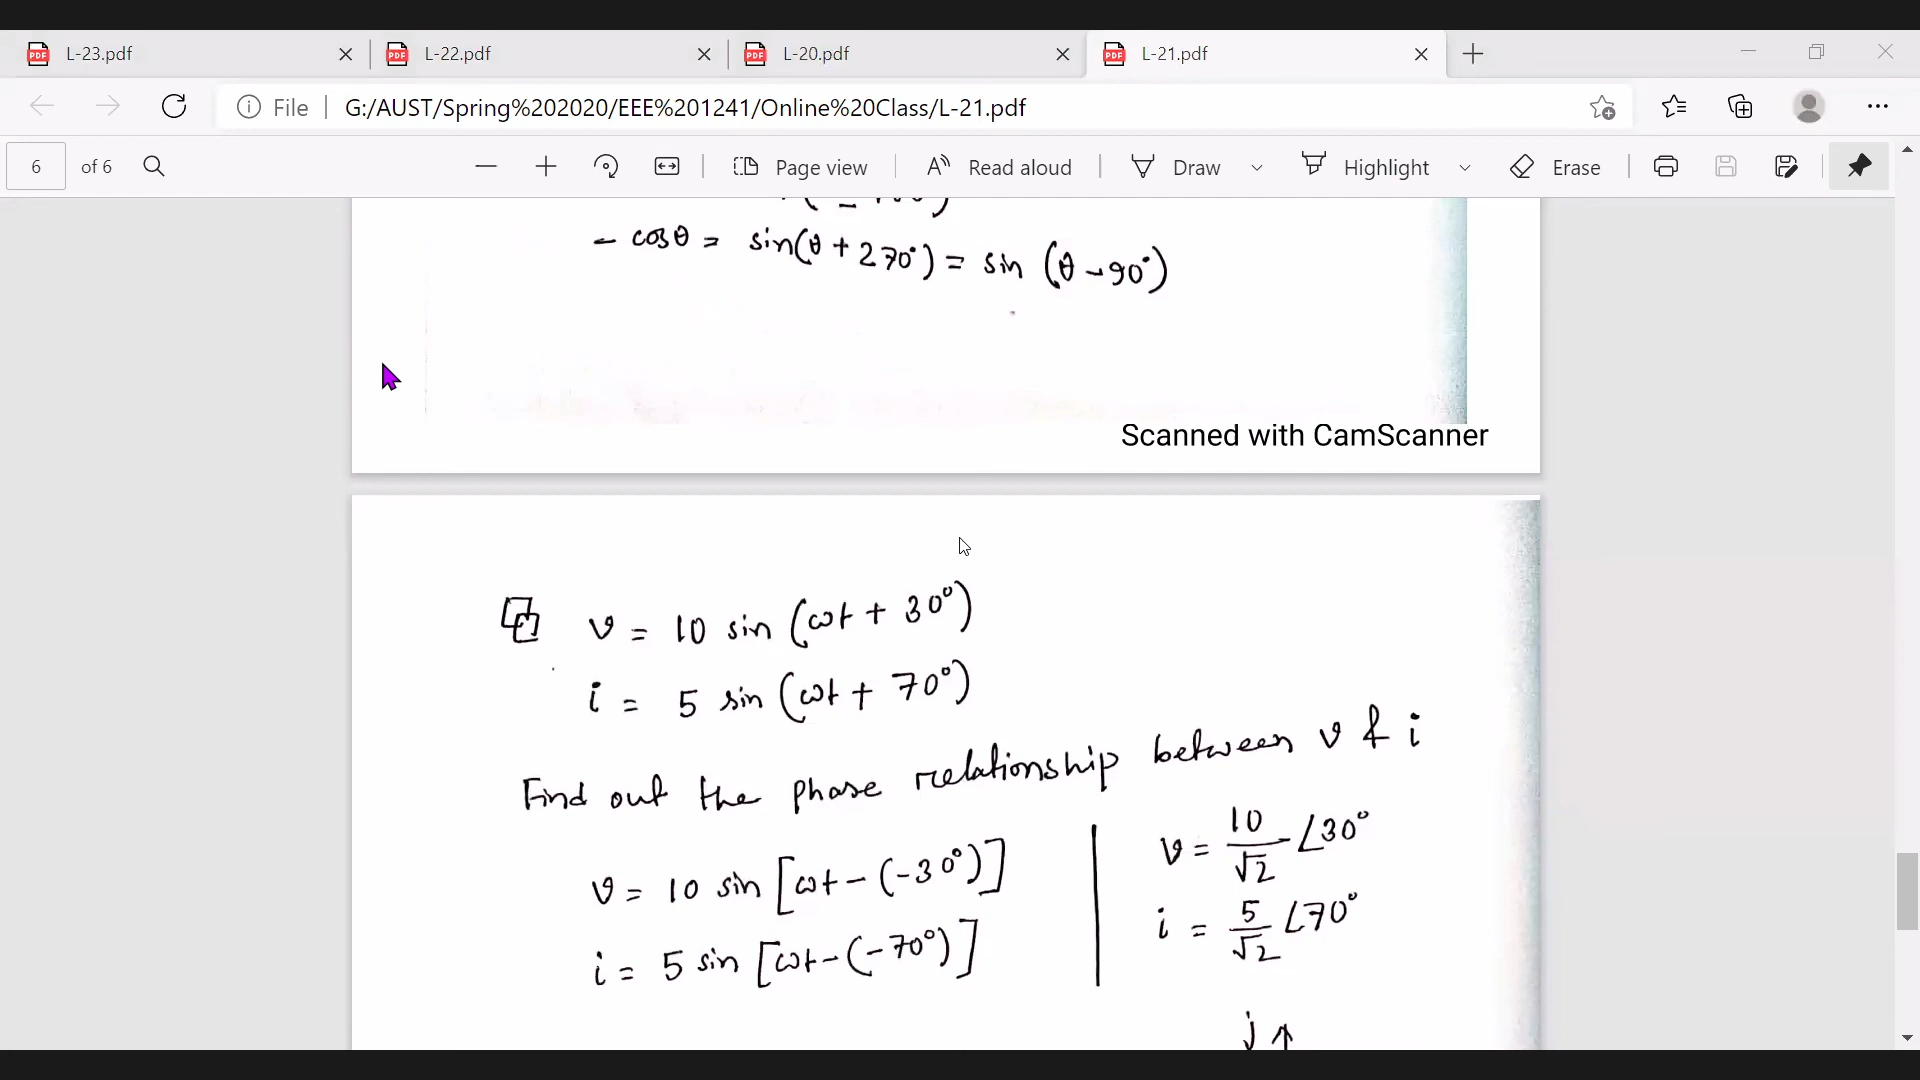 L-23.pdf
L-22.pdf
L-20.pdf
L-21.pdf
File | G:/AUST/Spring%202020/EEE%201241/Online%20Class/L-21.pdf
6 of 6
Page view
Read aloud
Draw
Highlight
Erase
- cosθ = sin(θ + 270°) = sin (θ - 90°)
Scanned with CamScanner
v = 10 sin (ωt + 30°)
i = 5 sin (ωt + 70°)
Find out the phase relationship between v & i
v = 10 sin [ωt - (-30°)]
i = 5 sin [ωt - (-70°)]
v = 10/√2 ∠30°
i = 5/√2 ∠70°
j ↑